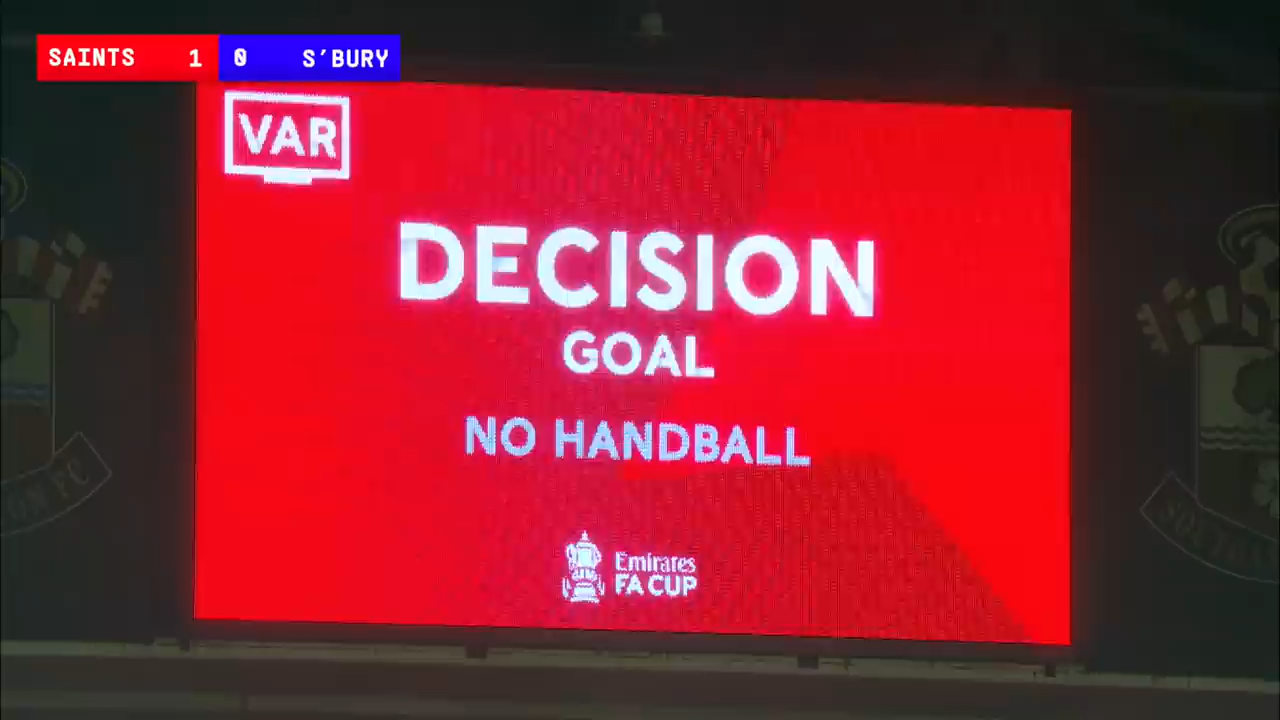 SAINTS 1 0 S'BURY
VAR
DECISION
GOAL
NO HANDBALL
Emirates
FA CUP